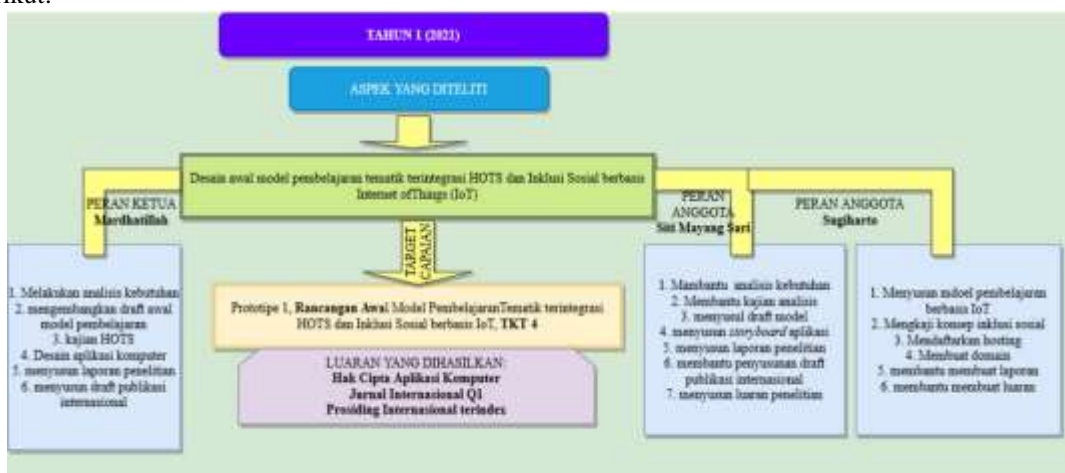 TAHUN 1 (2021)
ASPEK YANG DITELITI
Desain awal model pembelajaran tematik terintegrasi HOTS dan Inklusi Sosial berbasis
Internet ofThings (IoT)
PERAN KETUA
Mardhatillah
TARGET
CAPAIAN
PERAN
ANGGOTA
Siti Mayang Sari
PERAN ANGGOTA
Sugiharto
1. Melakukan analisis kebutuhan
2. mengembangkan draft awal
model pembelajaran
3. kajian HOTS
4. Desain aplikasi komputer
5. menyusun laporan penelitian
6. menyusun draft publikasi
internasional
Prototipe 1, Rancangan Awal Model PembelajaranTematik terintegrasi
HOTS dan Inklusi Sosial berbasis IoT, TKT 4
LUARAN YANG DIHASILKAN:
Hak Cipta Aplikasi Komputer
Jurnal Internasional Q1
Prosiding Internasional terindex
1. Membantu analisis kebutuhan
2. Membantu kajian analisis
3. menyusul draft model
4. menyusun storyboard aplikasi
5. menyusun laporan penelitian
6. membantu penyusunan draft
publikasi internasional
7. menyusun luaran penelitian
1. Menyusun mdoel pembelajaran
berbasis IoT
2. Mengkaji konsep inklusi sosial
3. Mendaftarkan hosting
4. Membuat domain
5. membantu membuat laporan
6. membantu membuat luaran